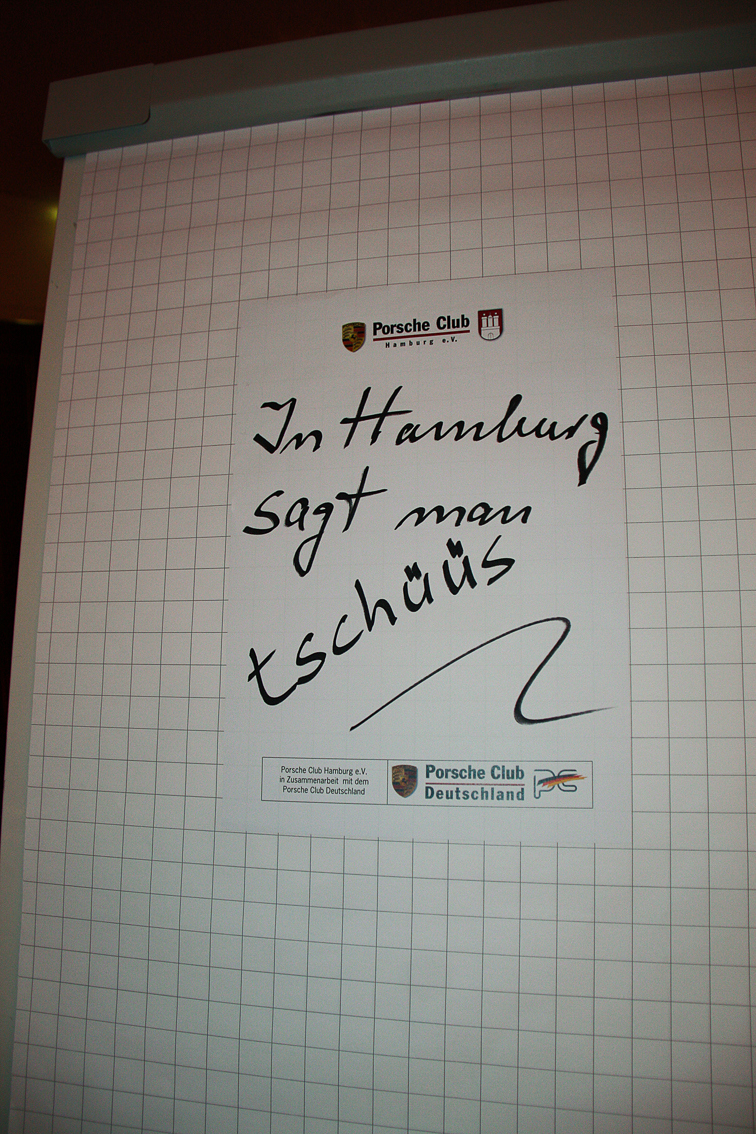 Porsche Club
Hamburg e.V.
In Hamburg
sagt man
tschüüs
Porsche Club Hamburg e.V.
in Zusammenarbeit mit dem
Porsche Club Deutschland
Porsche Club
Deutschland